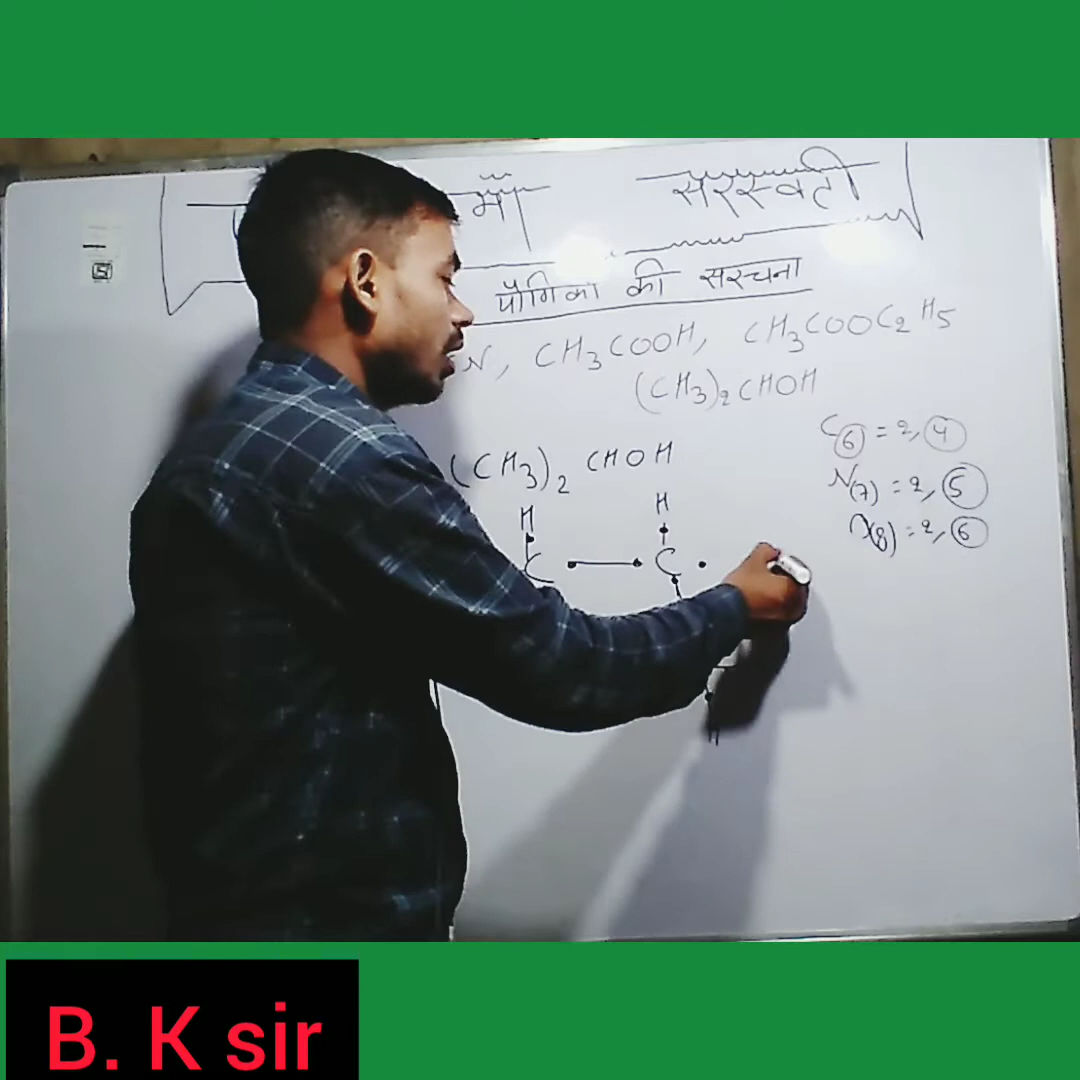 माँ सरस्वती
यौगिको की संरचना
N, CH3COOH, CH3COOC2H5
(CH3)2CHOH
C(6) = 2, 4
(CH3)2 CHOH
N(7) = 2, 5
H H
O(8) = 2, 6
C C
H
B. K sir